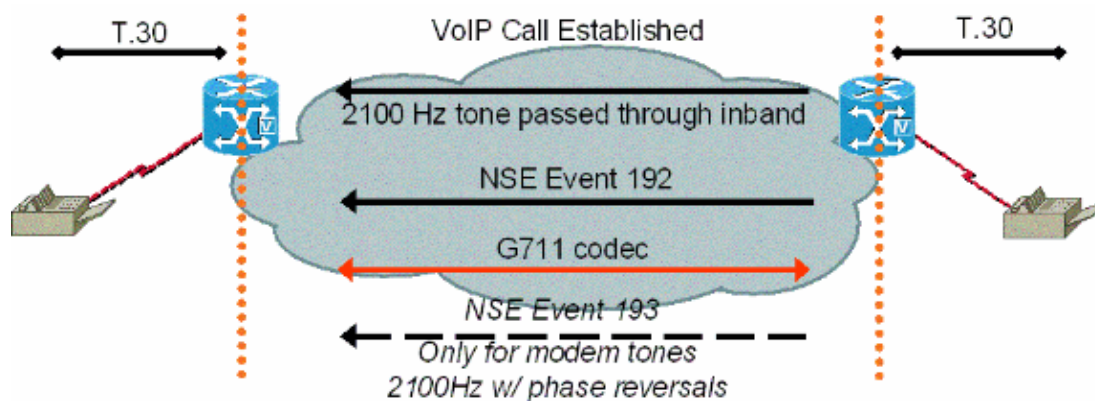 T.30
VoIP Call Established
T.30
V
V
2100 Hz tone passed through inband
NSE Event 192
G711 codec
NSE Event 193
Only for modem tones
2100Hz w/ phase reversals